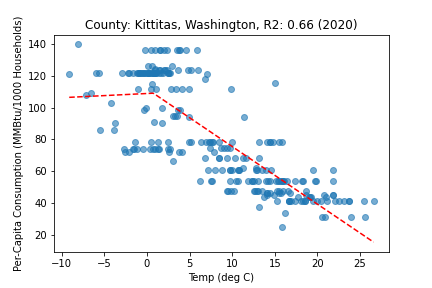 County: Kittitas, Washington, R2: 0.66 (2020)
Per-Capita Consumption (MMBtu/1000 Households)
140
120
100
80
60
40
20
−10 −5 0 5 10 15 20 25
Temp (deg C)